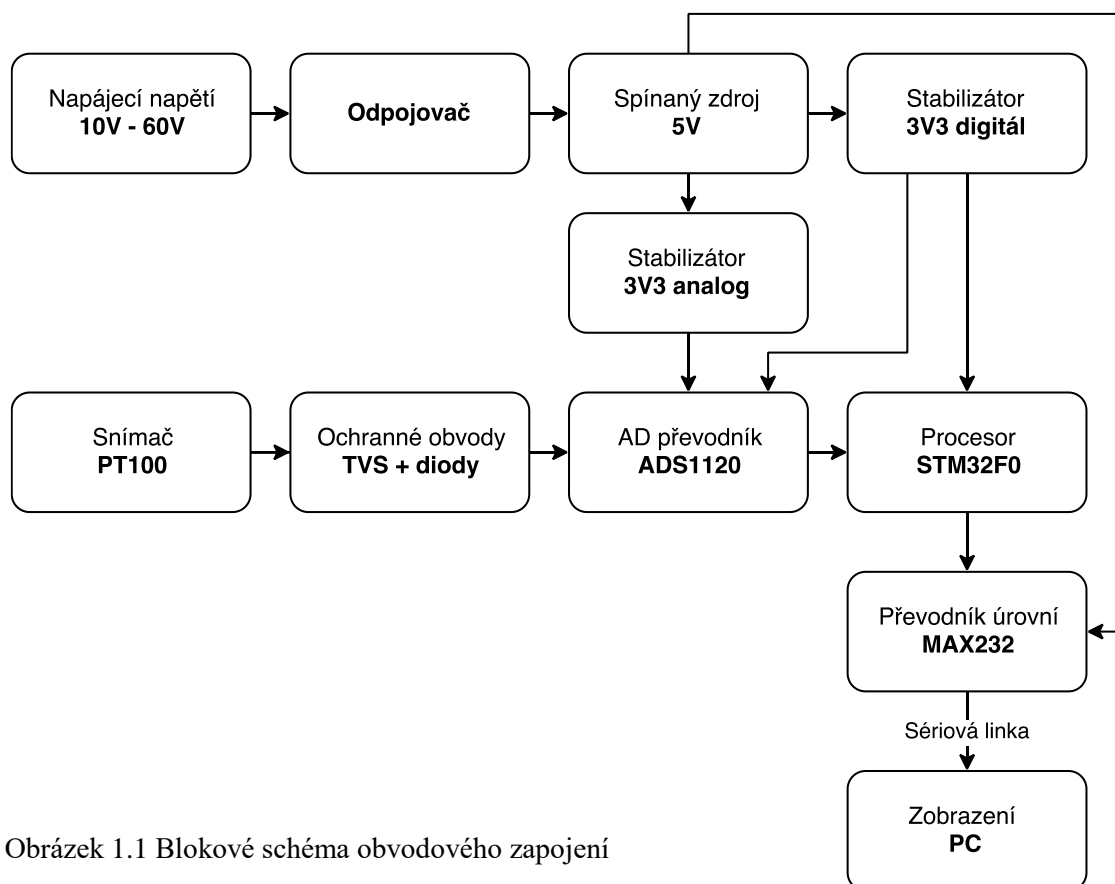 Napájecí napětí
10V - 60V
Odpojovač
Spínaný zdroj
5V
Stabilizátor
3V3 digitál
Stabilizátor
3V3 analog
Snímač
PT100
Ochranné obvody
TVS + diody
AD převodník
ADS1120
Procesor
STM32F0
Převodník úrovní
MAX232
Sériová linka
Zobrazení
PC
Obrázek 1.1 Blokové schéma obvodového zapojení